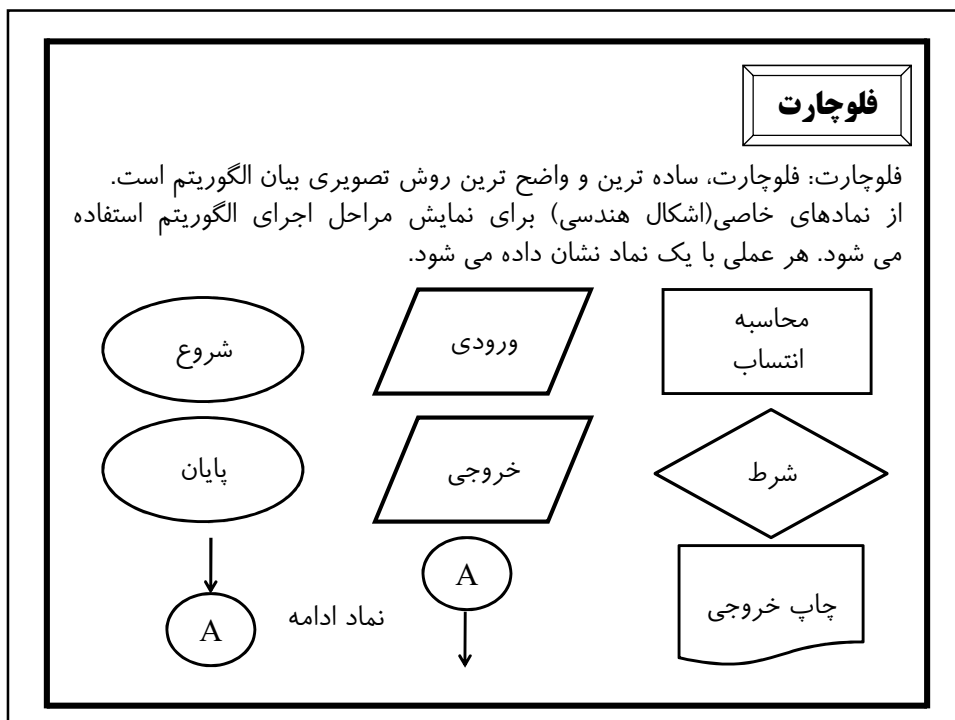 فلوچارت
فلوچارت: فلوچارت، ساده ترین و واضح ترین روش تصویری بیان الگوریتم است.
از نمادهای خاصی(اشکال هندسی) برای نمایش مراحل اجرای الگوریتم استفاده
می شود. هر عملی با یک نماد نشان داده می شود.
محاسبه
انتساب
ورودی
شروع
شرط
خروجی
پایان
چاپ خروجی
A
نماد ادامه
A